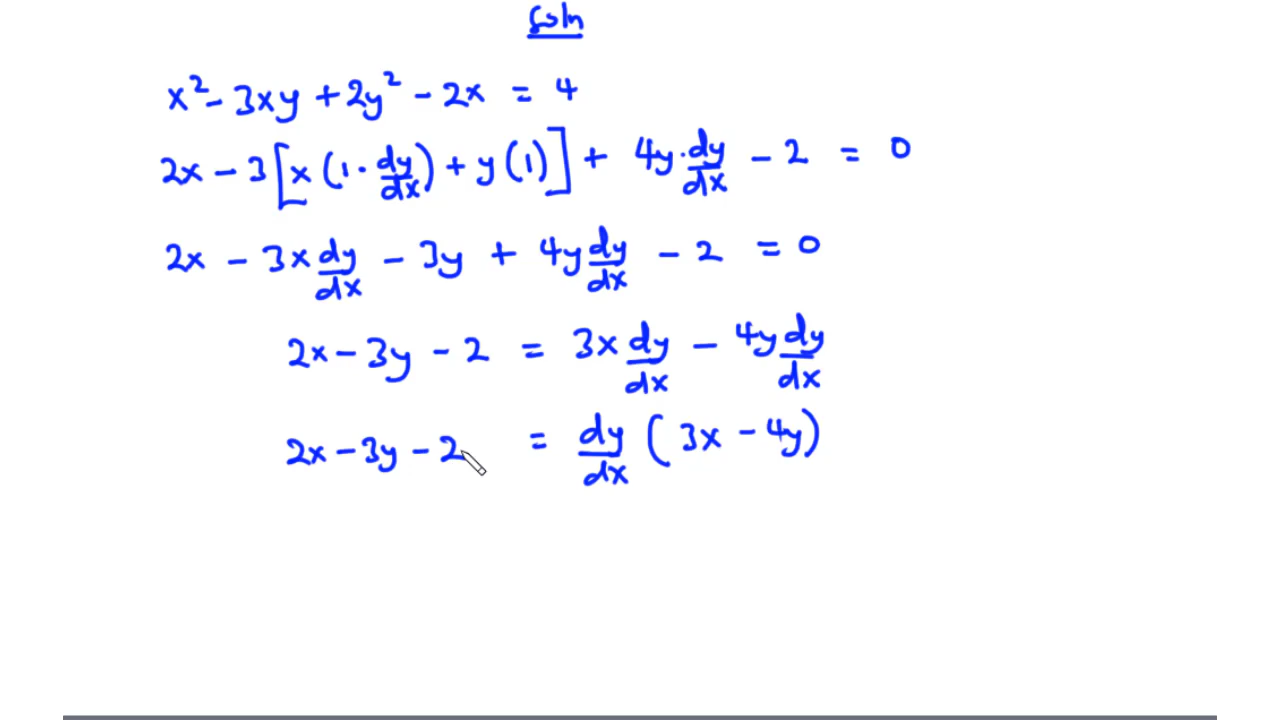 Soln
x² - 3xy + 2y² - 2x = 4
2x - 3[x(1·dy/dx) + y(1)] + 4y·dy/dx - 2 = 0
2x - 3x dy/dx - 3y + 4y dy/dx - 2 = 0
2x - 3y - 2 = 3x dy/dx - 4y dy/dx
2x - 3y - 2 = dy/dx (3x - 4y)